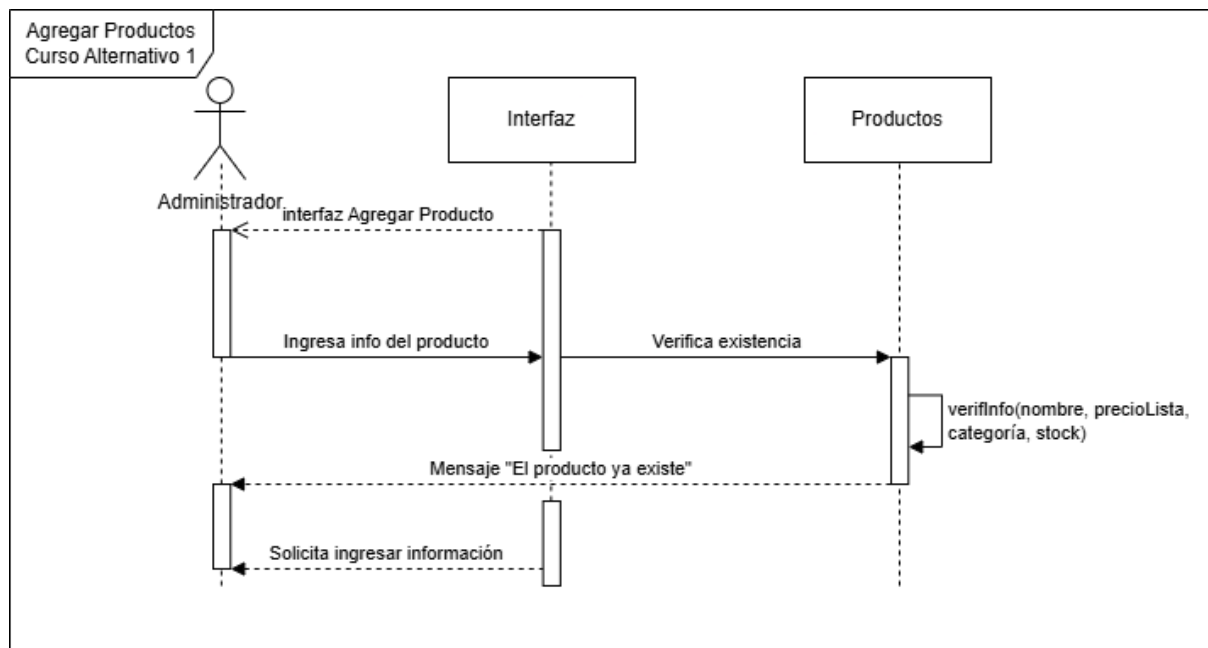 Agregar Productos
Curso Alternativo 1
Interfaz
Productos
Administrador
interfaz Agregar Producto
Ingresa info del producto
Verifica existencia
verifInfo(nombre, precioLista,
categoría, stock)
Mensaje "El producto ya existe"
Solicita ingresar información